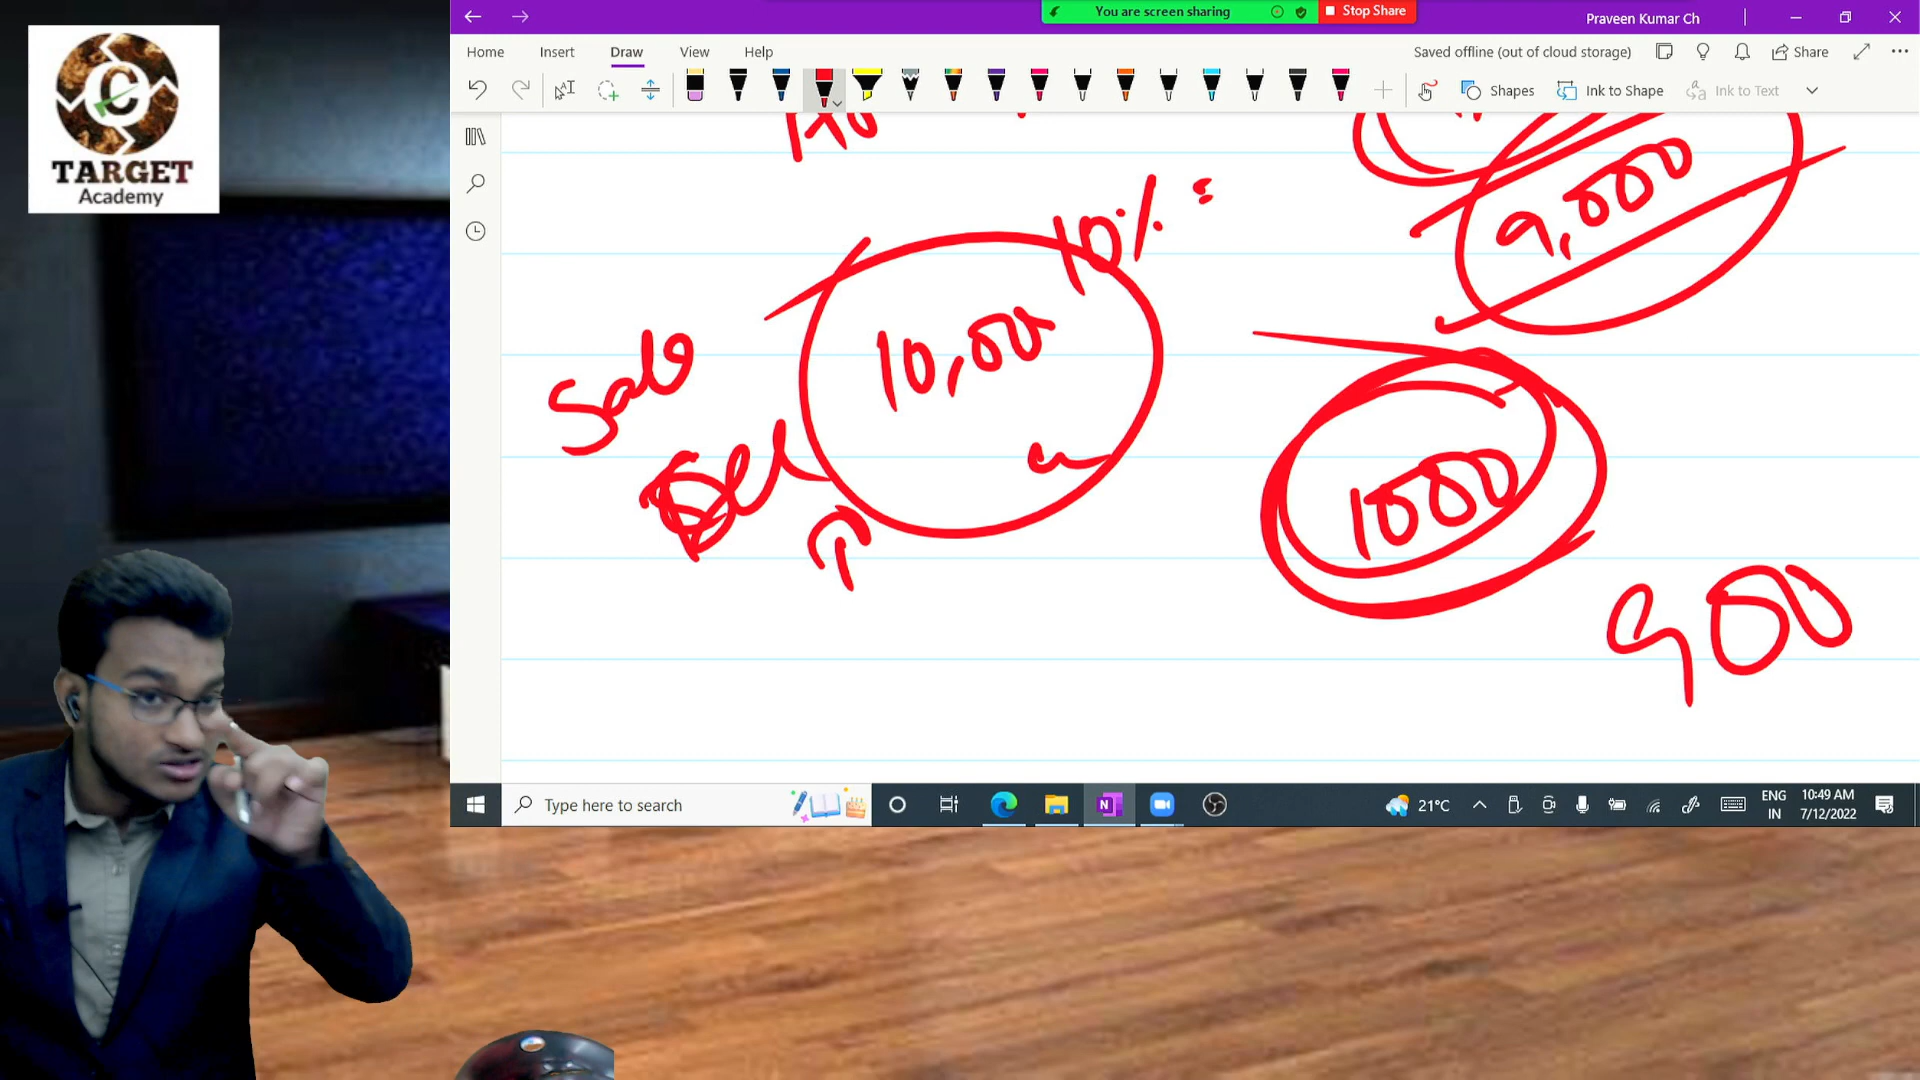 C
TARGET
Academy
You are screen sharing
Stop Share
Praveen Kumar Ch
Home Insert Draw View Help
Saved offline (out of cloud storage)
Share
Shapes
Ink to Shape
Ink to Text
9,000
10% =
10,00
Sale
1000
900
Type here to search
21°C
ENG
IN
10:49 AM
7/12/2022